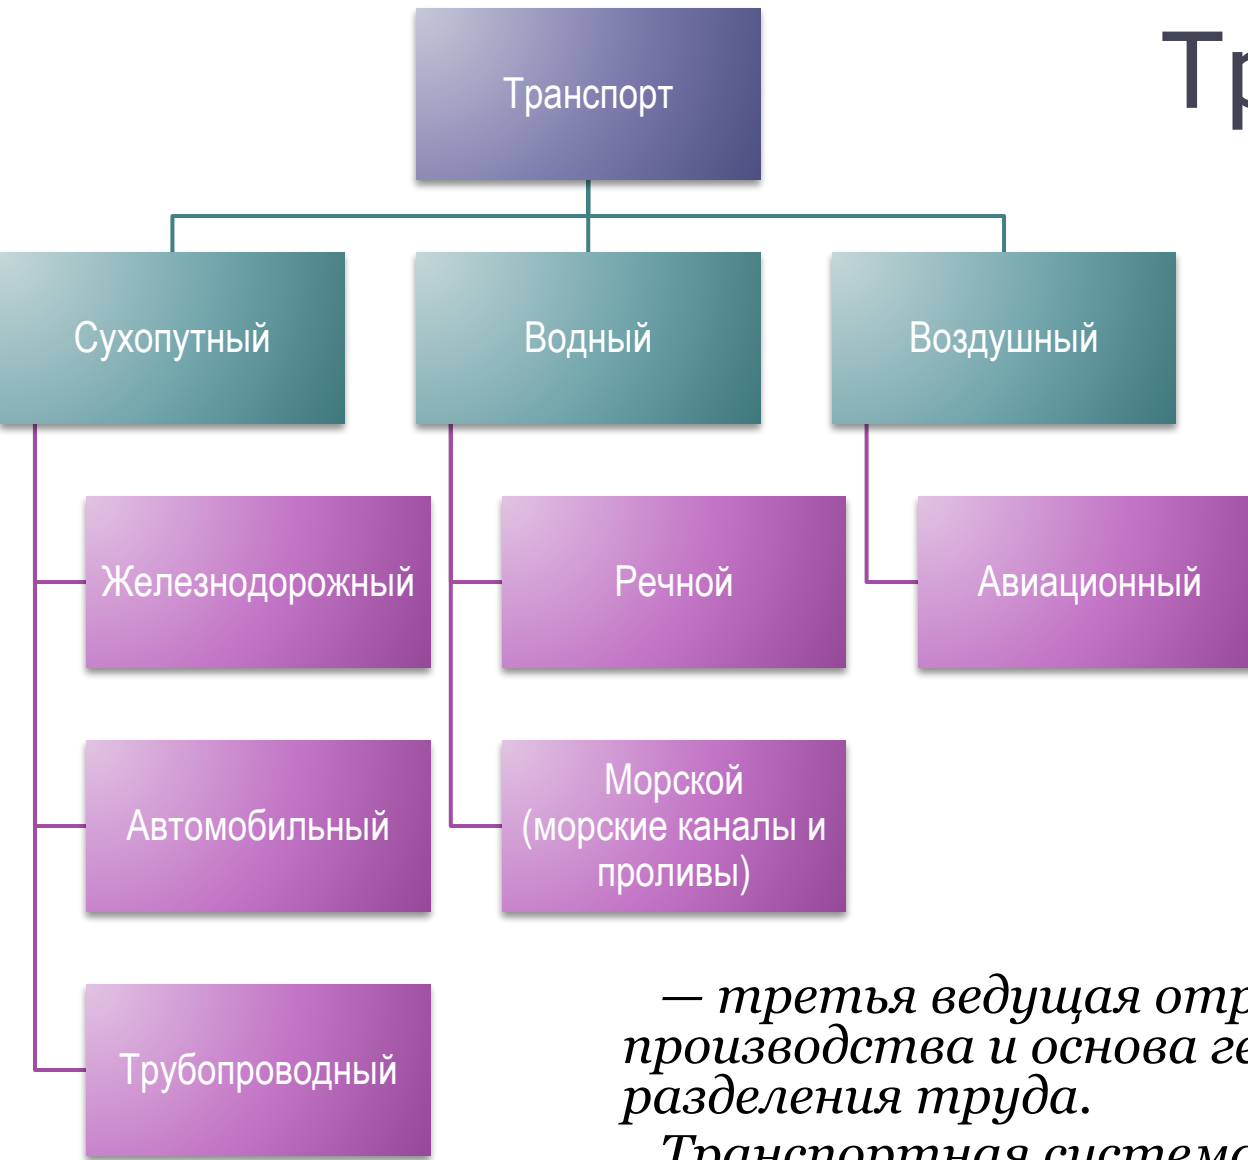 Транспорт
Сухопутный
Водный
Воздушный
Железнодорожный
Речной
Авиационный
Автомобильный
Морской
(морские каналы и
проливы)
Трубопроводный
— третья ведущая
производства и основа
разделения труда.
Транспортная